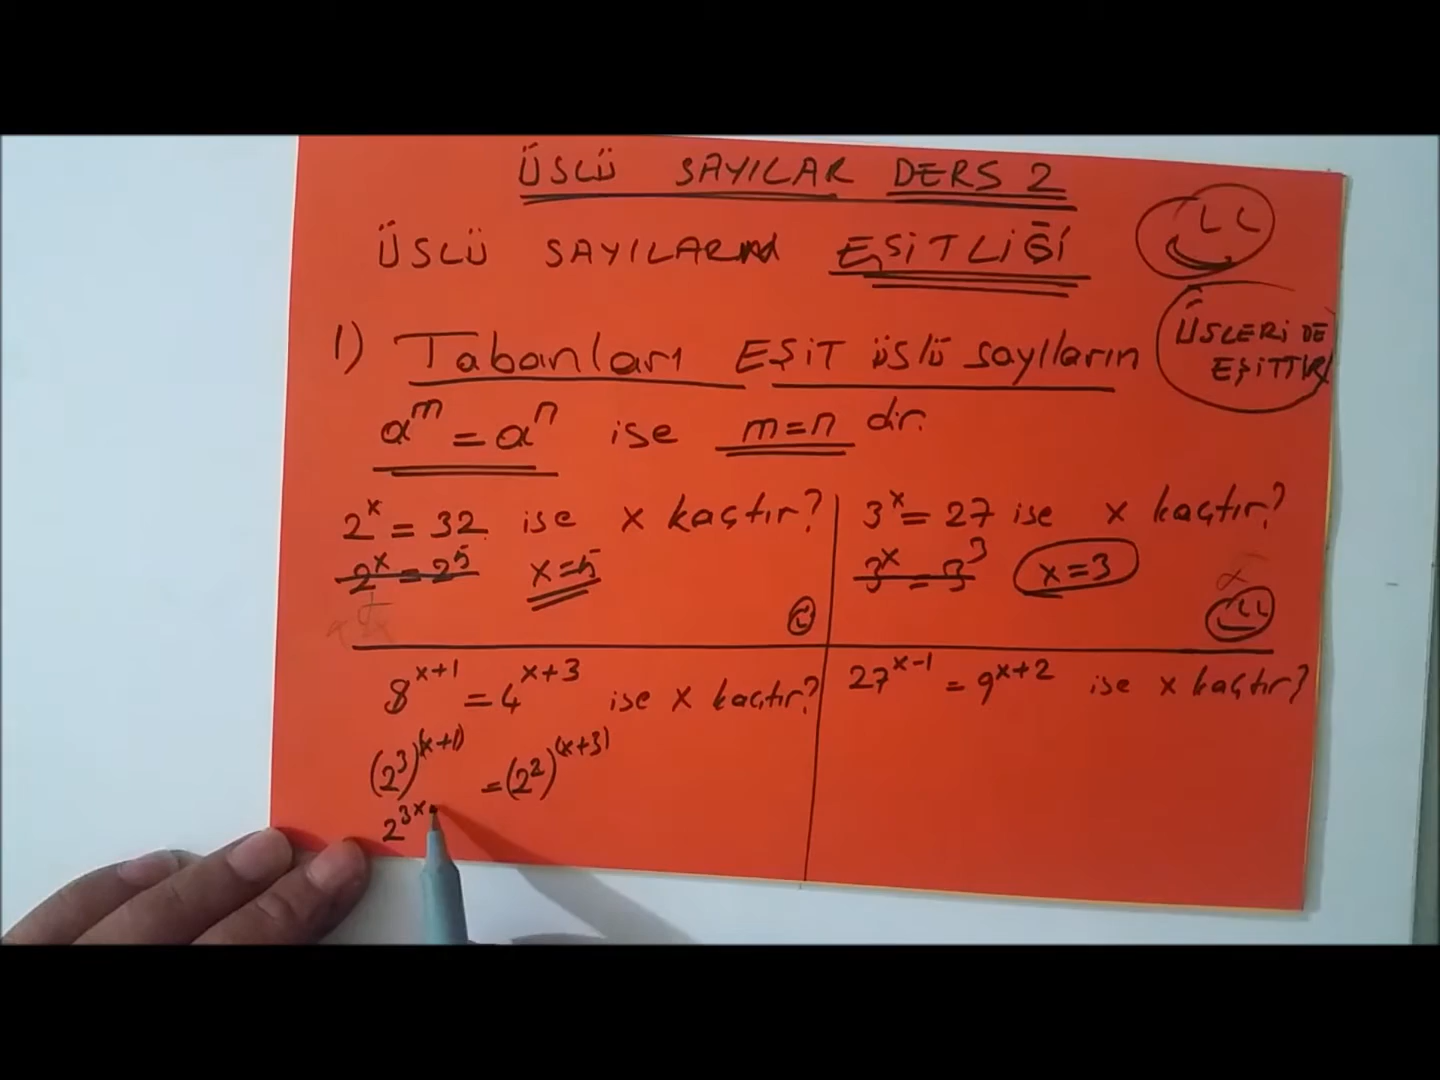 ÜSLÜ SAYILAR DERS 2
ÜSLÜ SAYILARIN EŞİTLİĞİ
1) Tabanları EŞİT üslü sayıların
ÜSLERİ DE
EŞİTTİR
a^m = a^n ise m=n dir.
2^x = 32 ise x kaçtır?
2^x = 2^5 x=5
3^x = 27 ise x kaçtır?
3^x = 3^3 x=3
8^x+1 = 4^x+3 ise x kaçtır?
(2^3)^(x+1) = (2^2)^(x+3)
2^3x
27^x-1 = 9^x+2 ise x kaçtır?